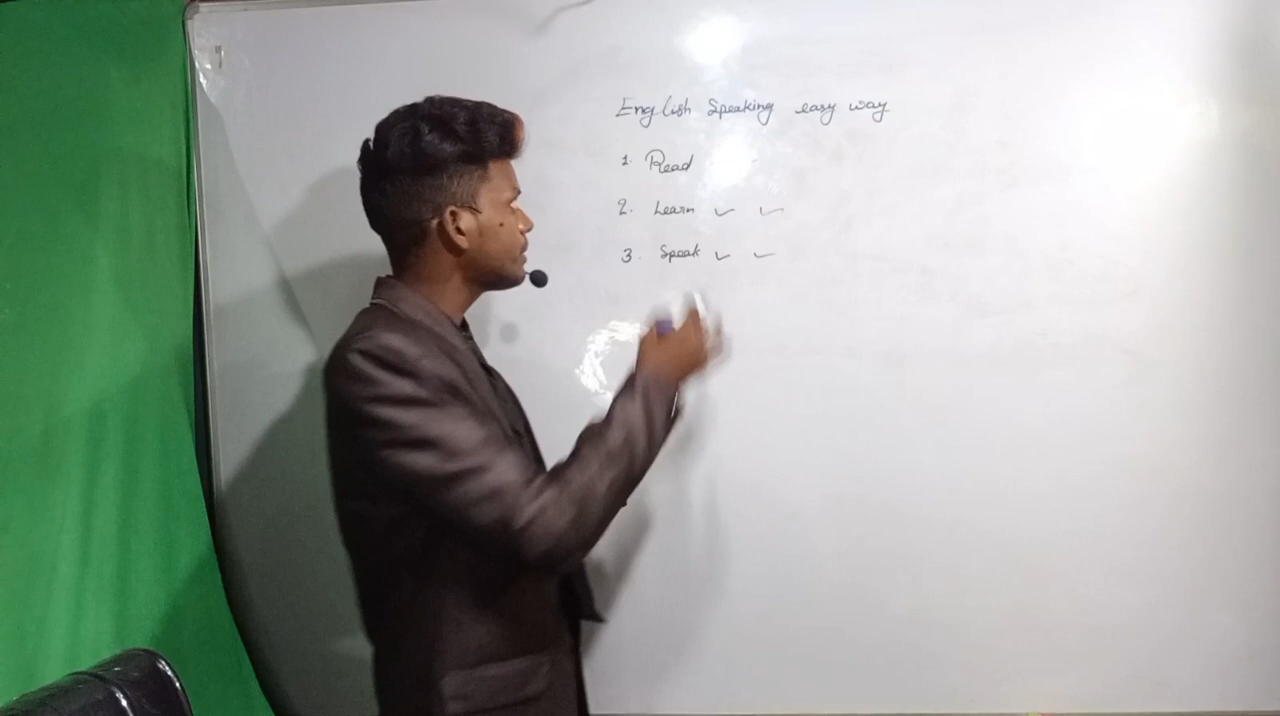 English Speaking easy way
1. Read
2. Learn ✓ ✓
3. Speak ✓ ✓